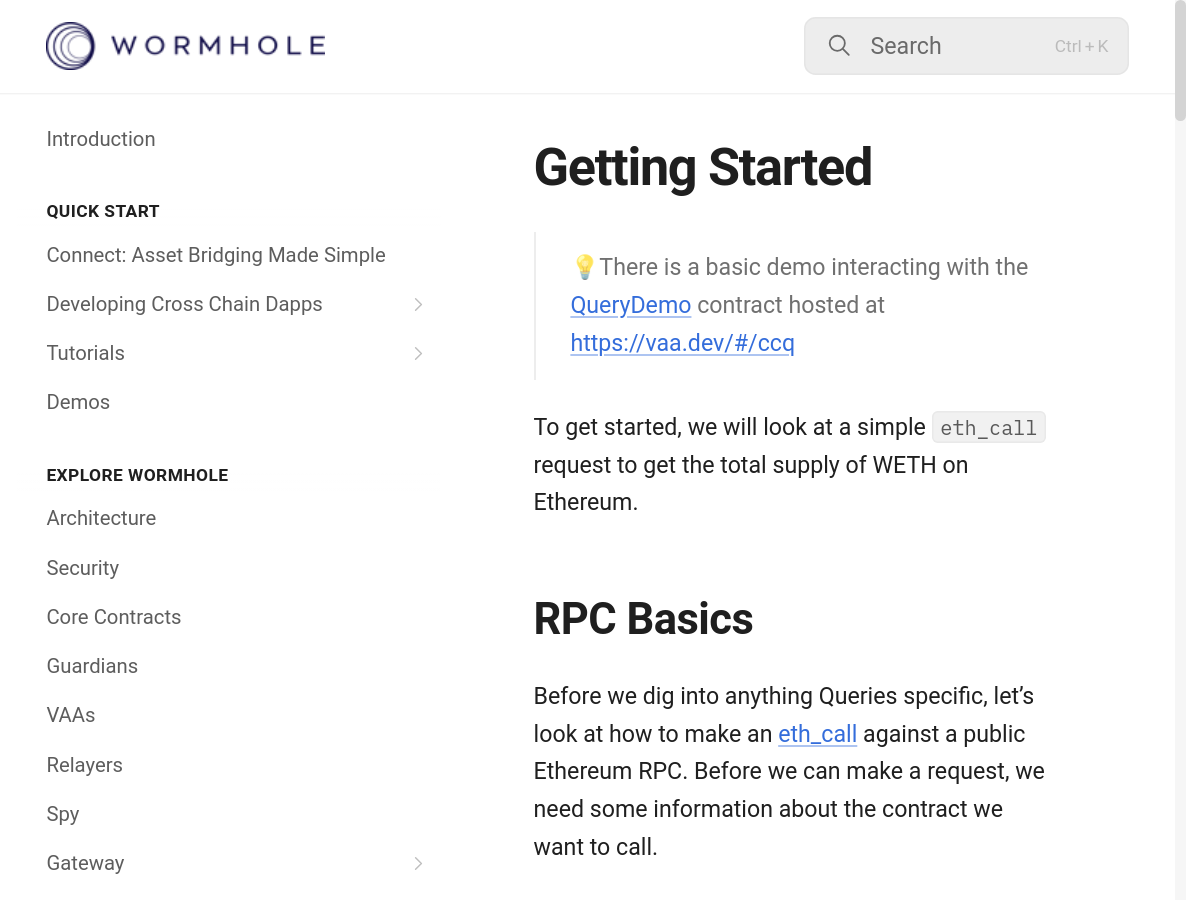 WORMHOLE
Search Ctrl + K
Introduction
QUICK START
Connect: Asset Bridging Made Simple
Developing Cross Chain Dapps
Tutorials
Demos
EXPLORE WORMHOLE
Architecture
Security
Core Contracts
Guardians
VAAs
Relayers
Spy
Gateway
Getting Started
💡There is a basic demo interacting with the
QueryDemo contract hosted at
https://vaa.dev/#/ccq
To get started, we will look at a simple eth_call
request to get the total supply of WETH on
Ethereum.
RPC Basics
Before we dig into anything Queries specific, let’s
look at how to make an eth_call against a public
Ethereum RPC. Before we can make a request, we
need some information about the contract we
want to call.